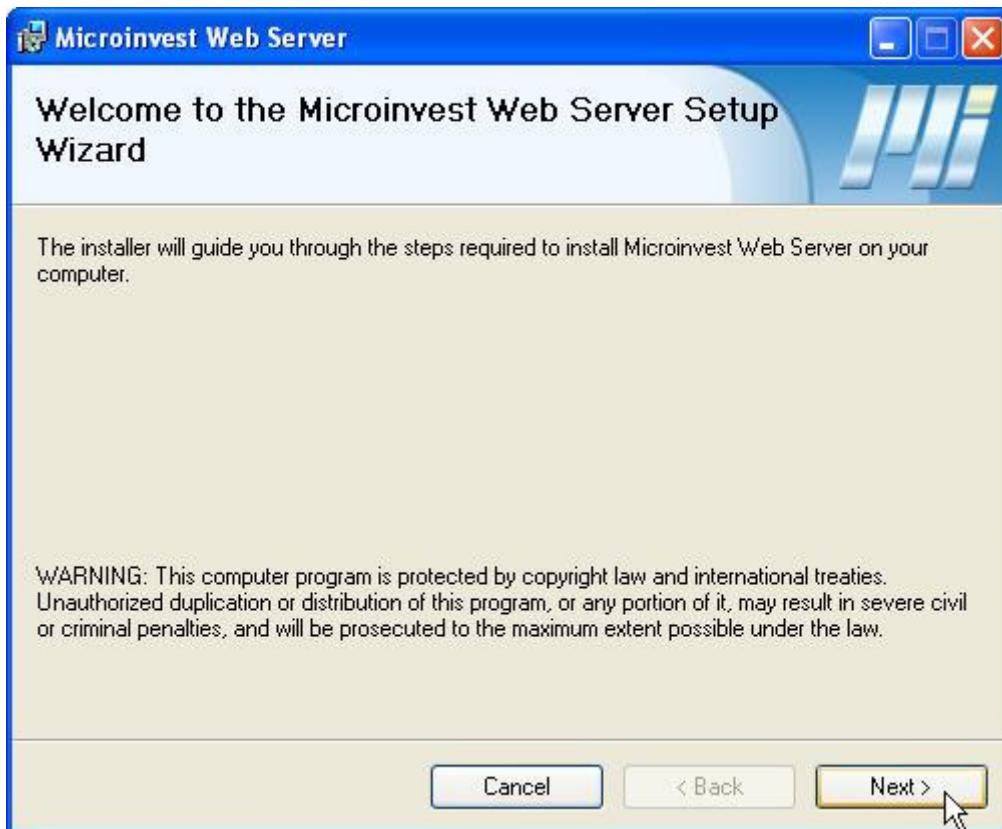 Microinvest Web Server
Welcome to the Microinvest Web Server Setup
Wizard
The installer will guide you through the steps required to install Microinvest Web Server on your
computer.
WARNING: This computer program is protected by copyright law and international treaties.
Unauthorized duplication or distribution of this program, or any portion of it, may result in severe civil
or criminal penalties, and will be prosecuted to the maximum extent possible under the law.
Cancel
< Back
Next >